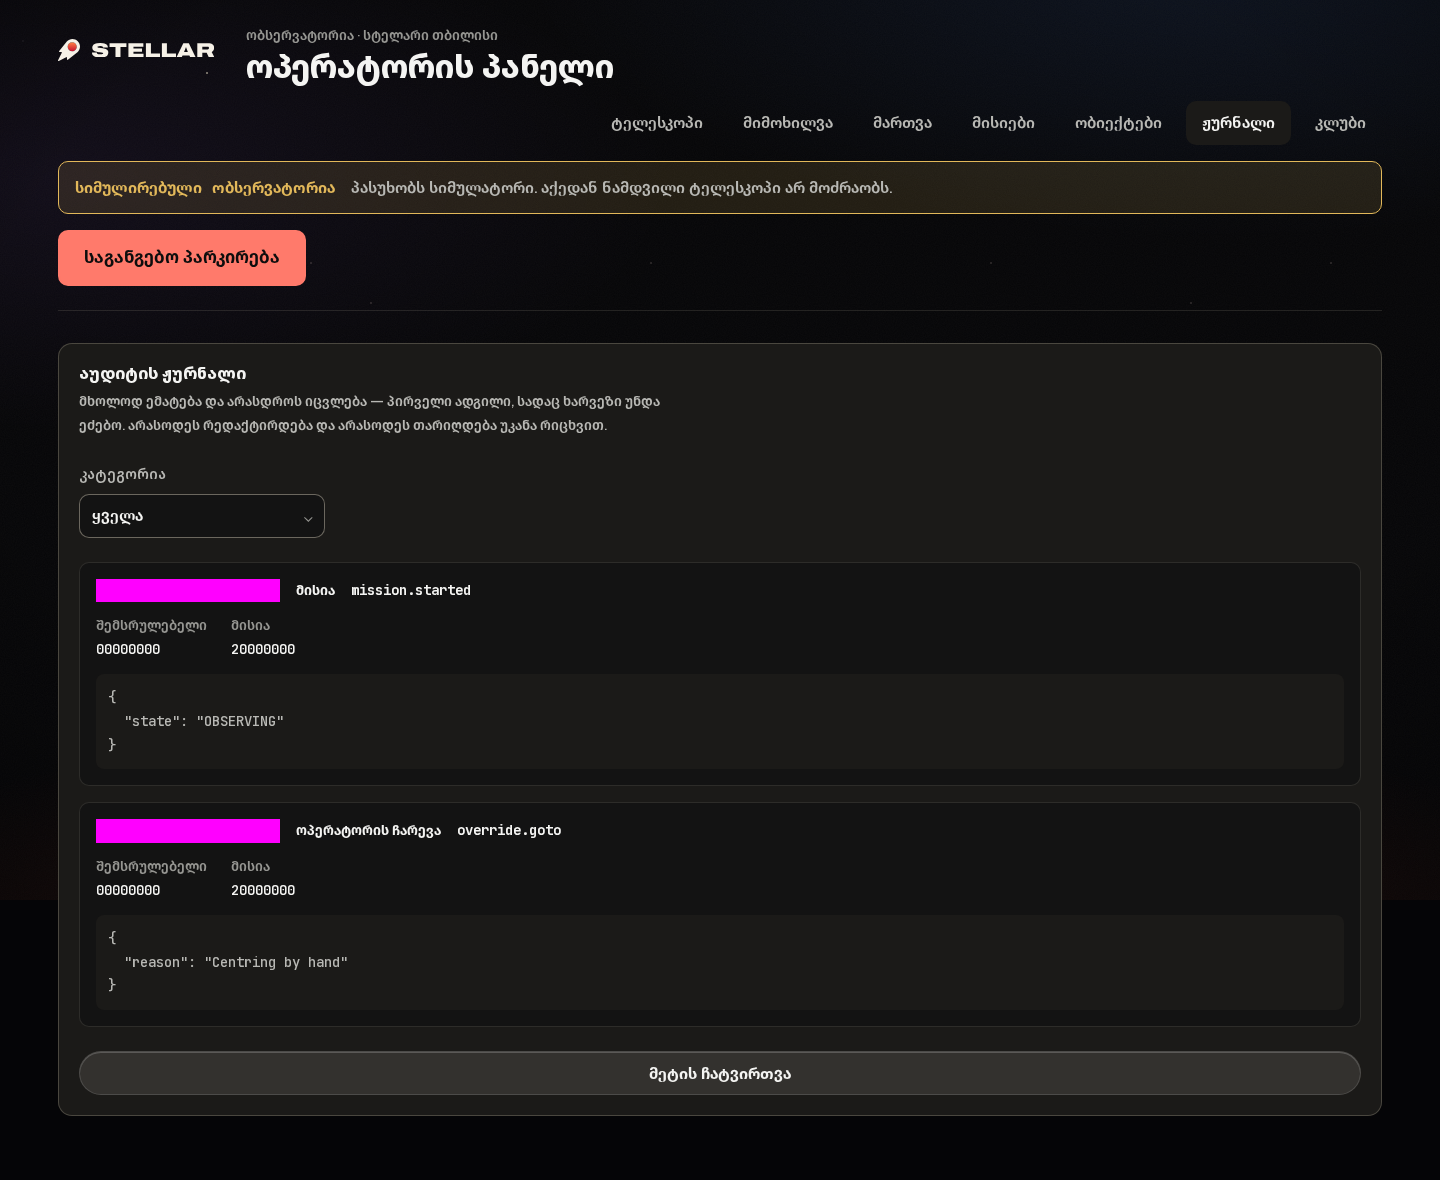 STELLAR
ობსერვატორია · სტელარი თბილისი
ოპერატორის პანელი
ტელესკოპი მიმოხილვა მართვა მისიები ობიექტები ჟურნალი კლუბი
სიმულირებული ობსერვატორია პასუხობს სიმულატორი. აქედან ნამდვილი ტელესკოპი არ მოძრაობს.
საგანგებო პარკირება
აუდიტის ჟურნალი
მხოლოდ ემატება და არასდროს იცვლება — პირველი ადგილი, სადაც ხარვეზი უნდა
ეძებო. არასოდეს რედაქტირდება და არასოდეს თარიღდება უკანა რიცხვით.
კატეგორია
ყველა
მისია mission.started
შემსრულებელი მისია
00000000 20000000
{
"state": "OBSERVING"
}
ოპერატორის ჩარევა override.goto
შემსრულებელი მისია
00000000 20000000
{
"reason": "Centring by hand"
}
მეტის ჩატვირთვა